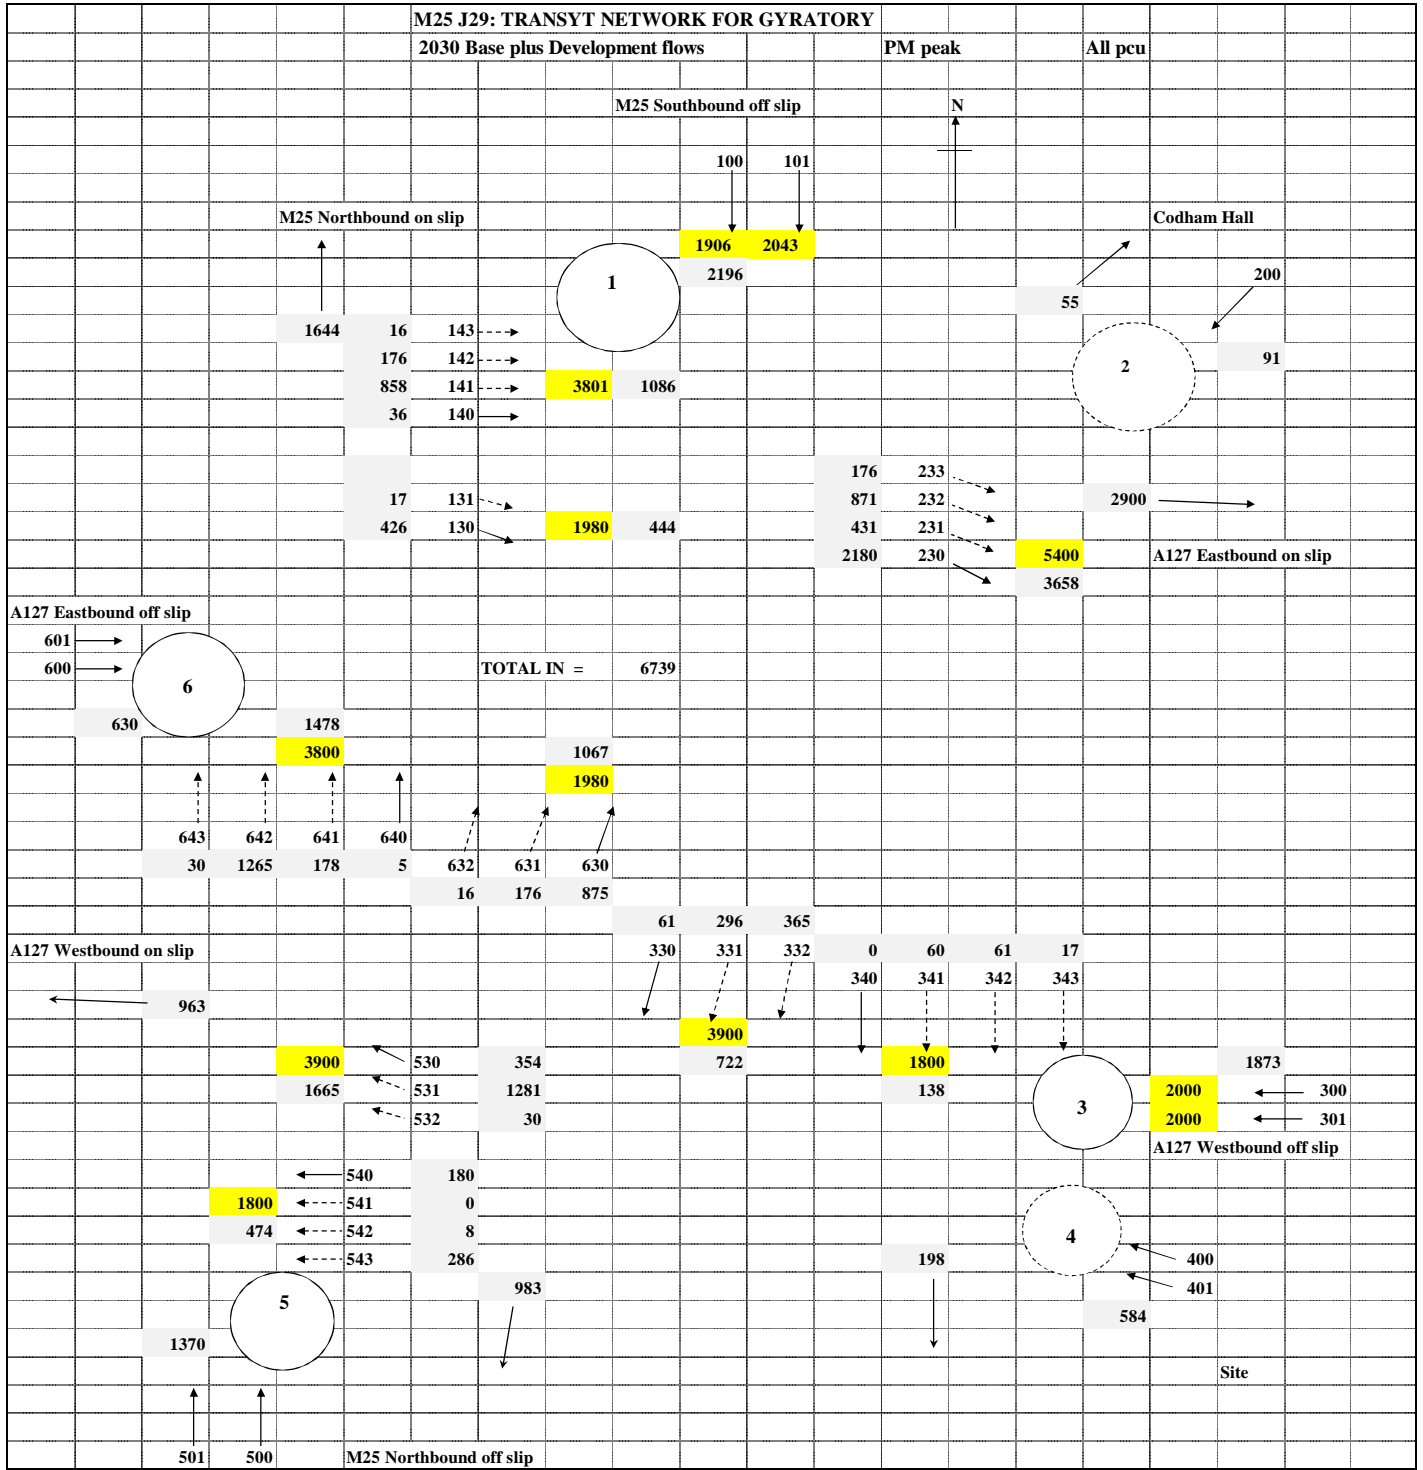 M25 J29: TRANSYT NETWORK FOR GYRATORY
2030 Base plus Development flows PM peak All pcu
M25 Southbound off slip N
100 101
M25 Northbound on slip Codham Hall
1906 2043
1 2196 200
55
1644 16 143
176 142 2 91
858 141 3801 1086
36 140
176 233
17 131 871 232 2900
426 130 1980 444 431 231
2180 230 5400 A127 Eastbound on slip
3658
A127 Eastbound off slip
601
600 TOTAL IN = 6739
6
630 1478
3800 1067
1980
643 642 641 640
30 1265 178 5 632 631 630
16 176 875
61 296 365
A127 Westbound on slip 330 331 332 0 60 61 17
340 341 342 343
963
3900
3900 530 354 722 1800 1873
1665 531 1281 138 2000 300
532 30 3 2000 301
A127 Westbound off slip
540 180
1800 541 0
474 542 8 4
543 286 198 400
5 983 401
584
1370
Site
501 500 M25 Northbound off slip